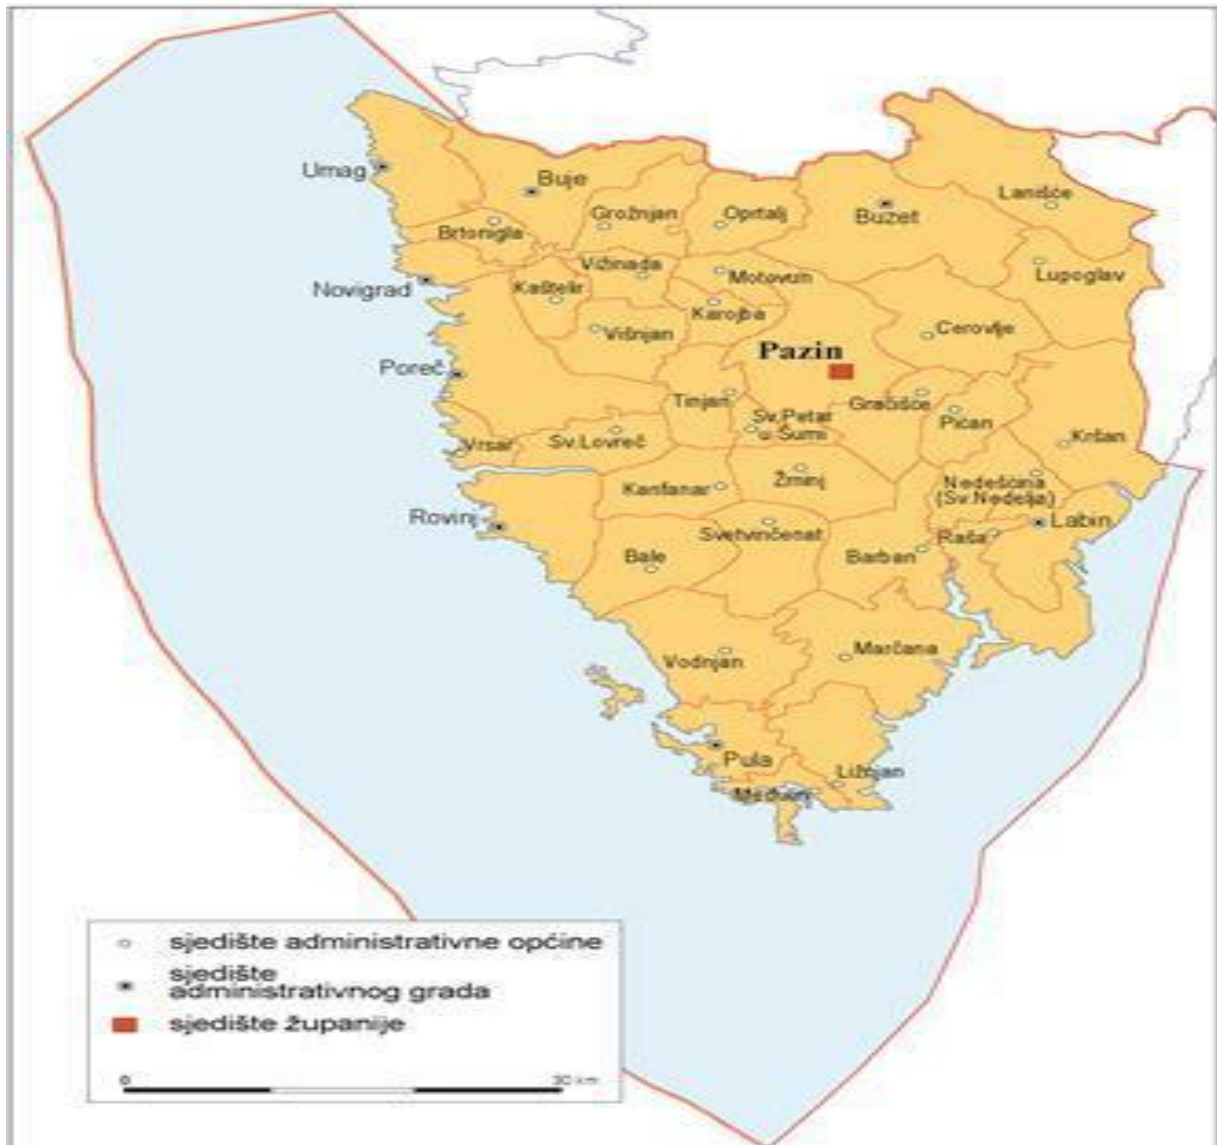 Umag
Buje
Grožnjan
Oprtalj
Buzet
Lanišće
Brtonigla
Vižinada
Motovun
Lupoglav
Novigrad
Kaštelir
Karojba
Višnjan
Cerovlje
Pazin
Poreč
Tinjan
Gračišće
Sv.Petar
u Šumi
Pićan
Vrsar
Sv.Lovreč
Kršan
Kanfanar
Žminj
Nedešćina
(Sv.Nedelja)
Rovinj
Svetvinčenat
Labin
Raša
Bale
Barban
Vodnjan
Marčana
Pula
Ližnjan
Medulin
sjedište administrativne općine
sjedište
administrativnog grada
sjedište županije
0